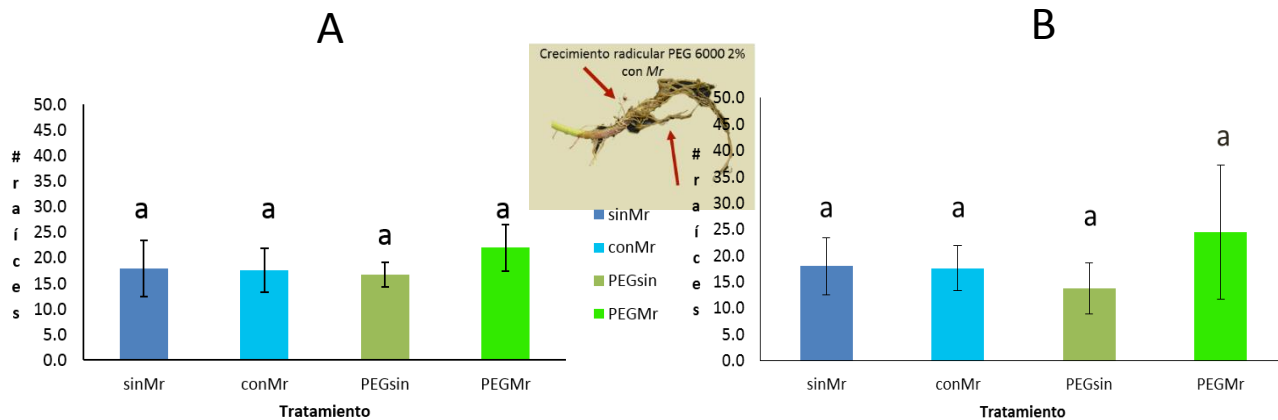 A
50.0
45.0
40.0
35.0
30.0
25.0
20.0
15.0
10.0
5.0
0.0
#raíces
a
a
a
a
sinMr
conMr
PEGsin
PEGMr
Tratamiento
Crecimiento radicular PEG 6000 2%
con Mr
sinMr
conMr
PEGsin
PEGMr
B
50.0
45.0
40.0
35.0
30.0
25.0
20.0
15.0
10.0
5.0
0.0
#raíces
a
a
a
a
sinMr
conMr
PEGsin
PEGMr
Tratamiento